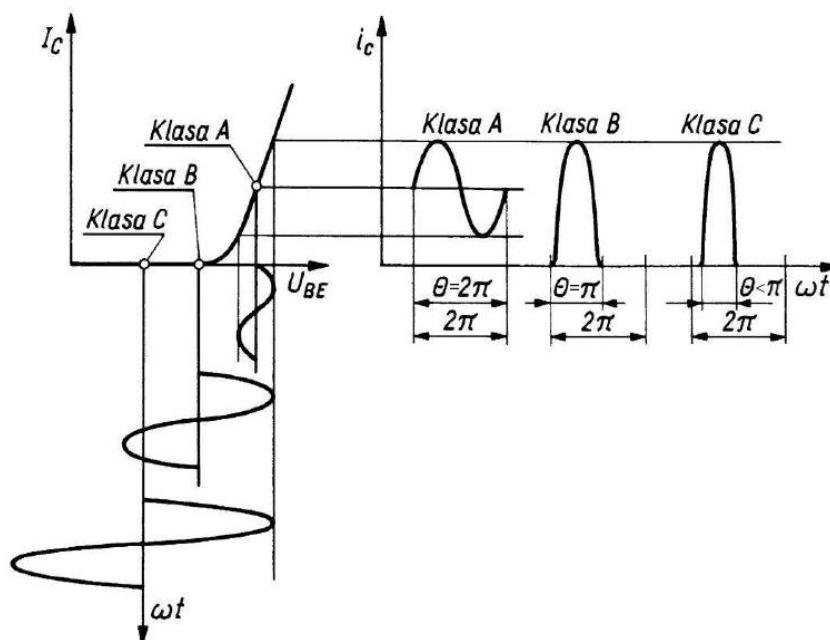 I_C
Klasa A
Klasa B
Klasa C
U_BE
ωt
i_c
Klasa A
Klasa B
Klasa C
Θ=2π
Θ=π
Θ<π
ωt
2π
2π
2π